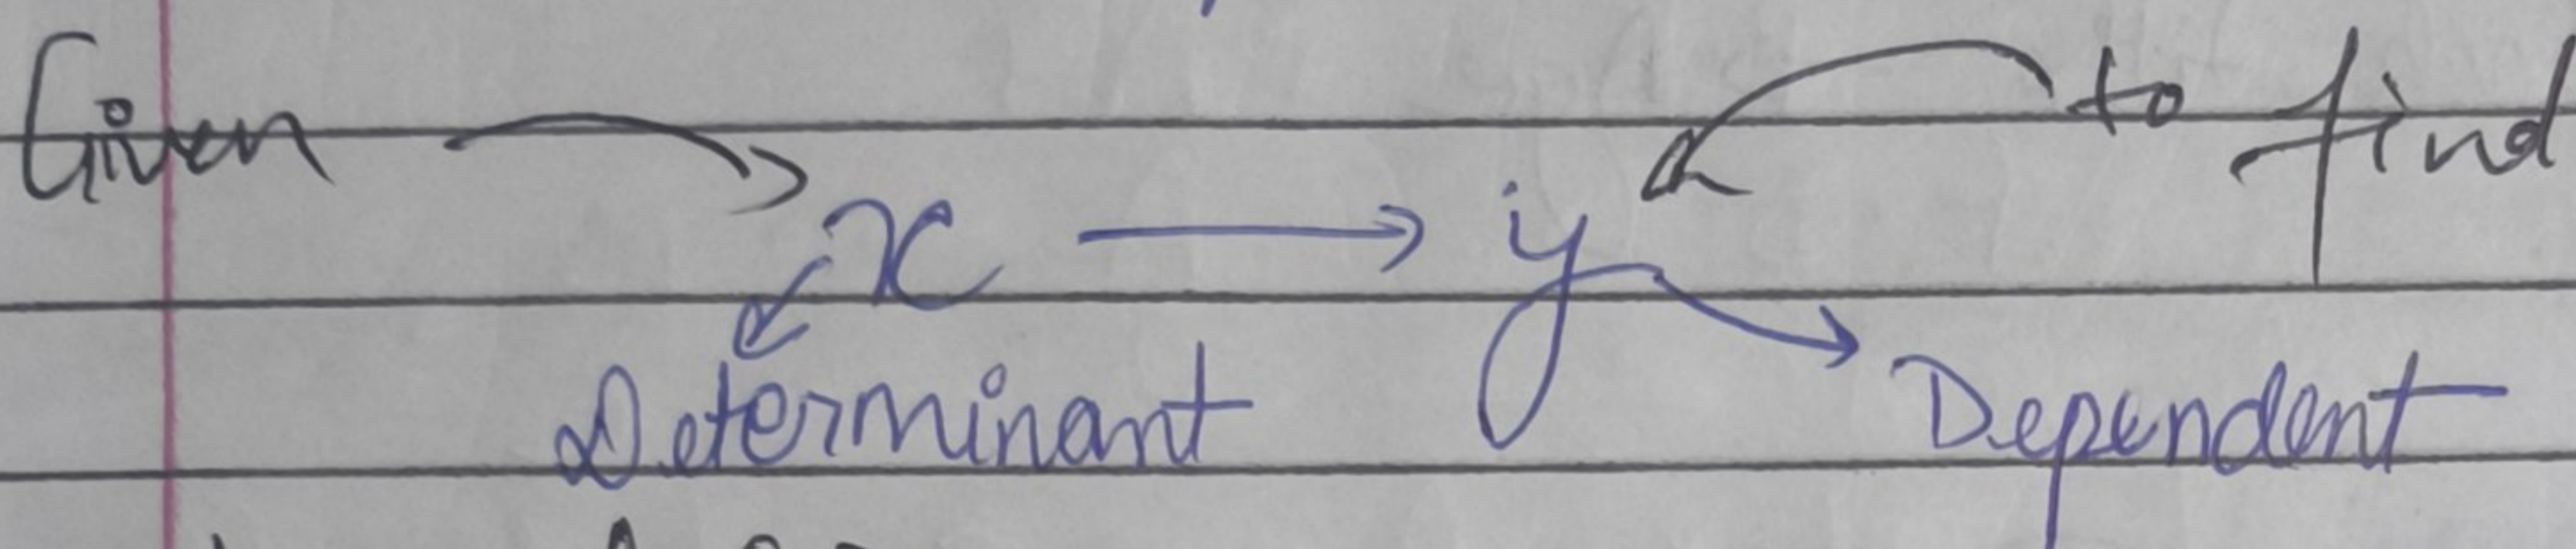 Given to find
x → y
Determinant Dependent